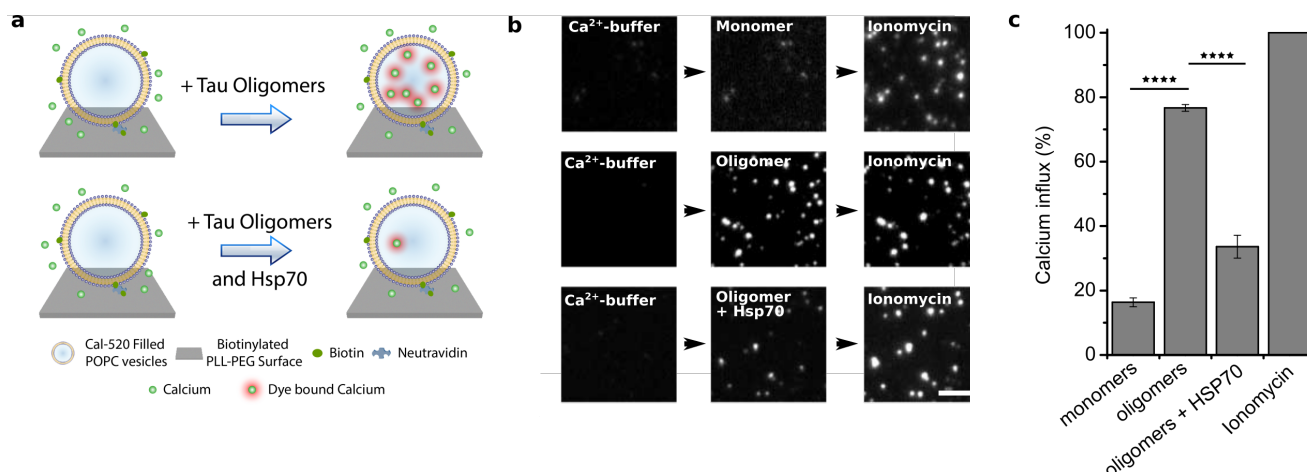 a
+ Tau Oligomers
+ Tau Oligomers
and Hsp70
Cal-520 Filled
POPC vesicles
Biotinylated
PLL-PEG Surface
Biotin
Neutravidin
Calcium
Dye bound Calcium
b
Ca²⁺-buffer
Monomer
Ionomycin
Ca²⁺-buffer
Oligomer
Ionomycin
Ca²⁺-buffer
Oligomer
+ Hsp70
Ionomycin
c
Calcium influx (%)
100
80
60
40
20
0
★★★★
★★★★
monomers
oligomers
oligomers + HSP70
Ionomycin